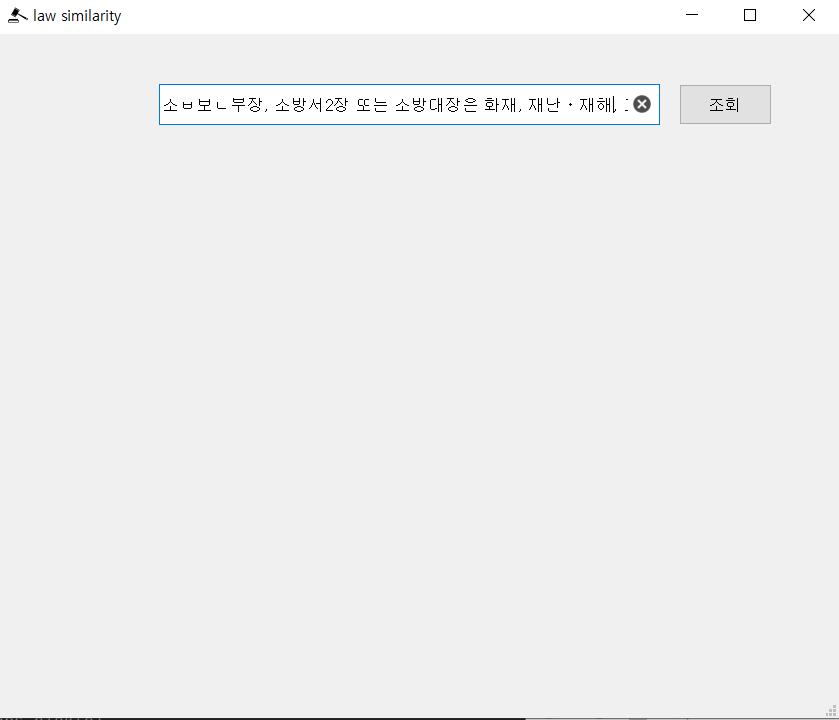 law similarity
소ㅂ보ㄴ부장, 소방서2장 또는 소방대장은 화재, 재난ㆍ재해,
조회